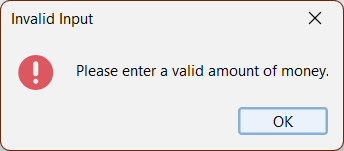 Invalid Input
Please enter a valid amount of money.
OK